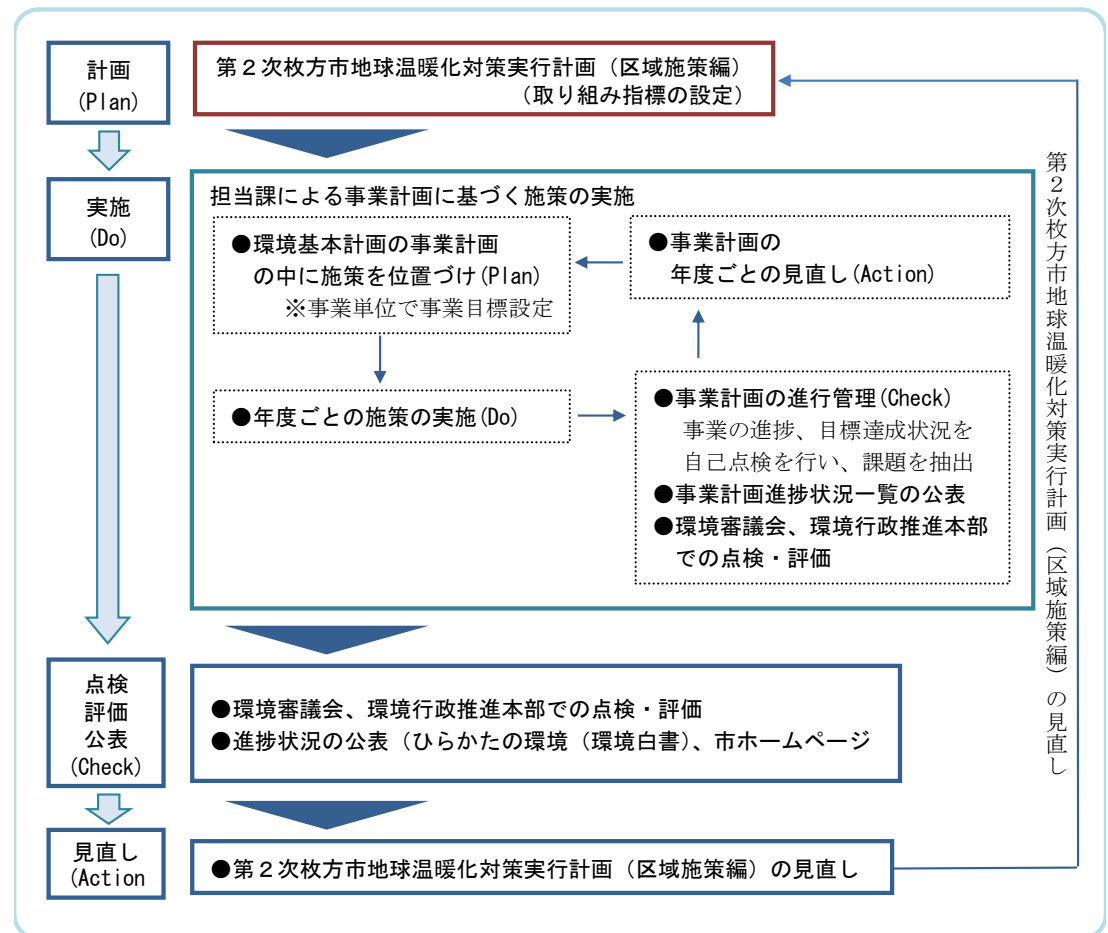 計画
(Plan)
第２次枚方市地球温暖化対策実行計画（区域施策編）
（取り組み指標の設定）
実施
(Do)
担当課による事業計画に基づく施策の実施
●環境基本計画の事業計画
の中に施策を位置づけ(Plan)
※事業単位で事業目標設定
●事業計画の
年度ごとの見直し(Action)
●年度ごとの施策の実施(Do)
●事業計画の進行管理(Check)
事業の進捗、目標達成状況を
自己点検を行い、課題を抽出
●事業計画進捗状況一覧の公表
●環境審議会、環境行政推進本部
での点検・評価
点検
評価
公表
(Check)
●環境審議会、環境行政推進本部での点検・評価
●進捗状況の公表（ひらかたの環境（環境白書）、市ホームページ
見直し
(Action
●第２次枚方市地球温暖化対策実行計画（区域施策編）の見直し
第２次枚方市地球温暖化対策実行計画（区域施策編）の見直し